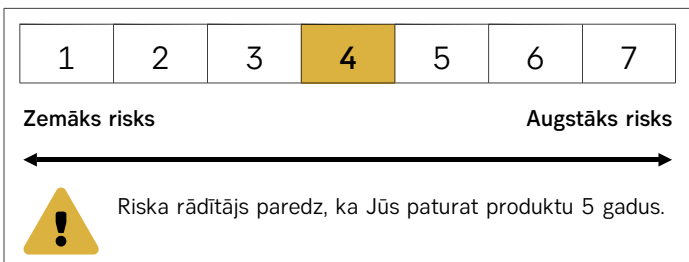 1 2 3 4 5 6 7
Zemāks risks Augstāks risks
Riska rādītājs paredz, ka Jūs paturat produktu 5 gadus.